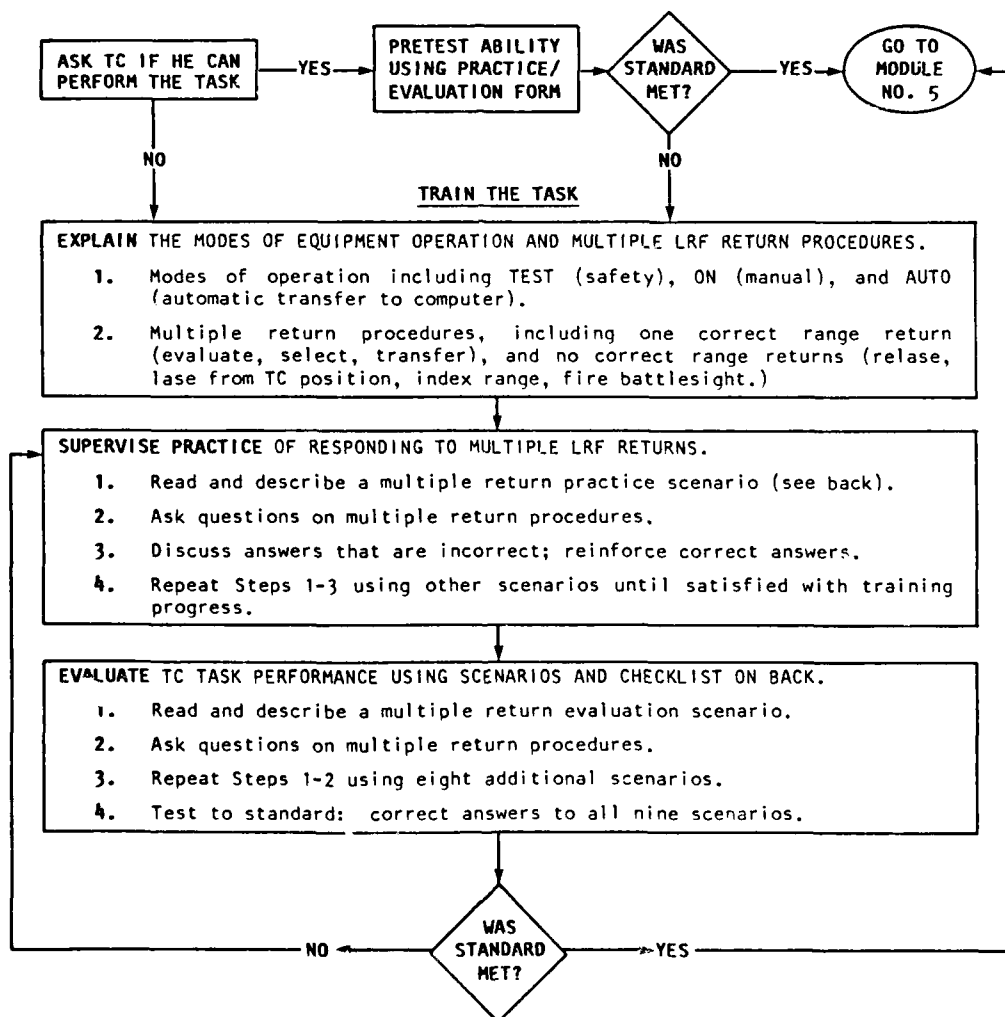 ASK TC IF HE CAN
PERFORM THE TASK
YES
PRETEST ABILITY
USING PRACTICE/
EVALUATION FORM
WAS
STANDARD
MET?
YES
GO TO
MODULE
NO. 5
NO
NO
TRAIN THE TASK
EXPLAIN THE MODES OF EQUIPMENT OPERATION AND MULTIPLE LRF RETURN PROCEDURES.
1. Modes of operation including TEST (safety), ON (manual), and AUTO
(automatic transfer to computer).
2. Multiple return procedures, including one correct range return
(evaluate, select, transfer), and no correct range returns (relase,
lase from TC position, index range, fire battlesight.)
SUPERVISE PRACTICE OF RESPONDING TO MULTIPLE LRF RETURNS.
1. Read and describe a multiple return practice scenario (see back).
2. Ask questions on multiple return procedures.
3. Discuss answers that are incorrect; reinforce correct answers.
4. Repeat Steps 1-3 using other scenarios until satisfied with training
progress.
EVALUATE TC TASK PERFORMANCE USING SCENARIOS AND CHECKLIST ON BACK.
1. Read and describe a multiple return evaluation scenario.
2. Ask questions on multiple return procedures.
3. Repeat Steps 1-2 using eight additional scenarios.
4. Test to standard: correct answers to all nine scenarios.
NO
WAS
STANDARD
MET?
YES